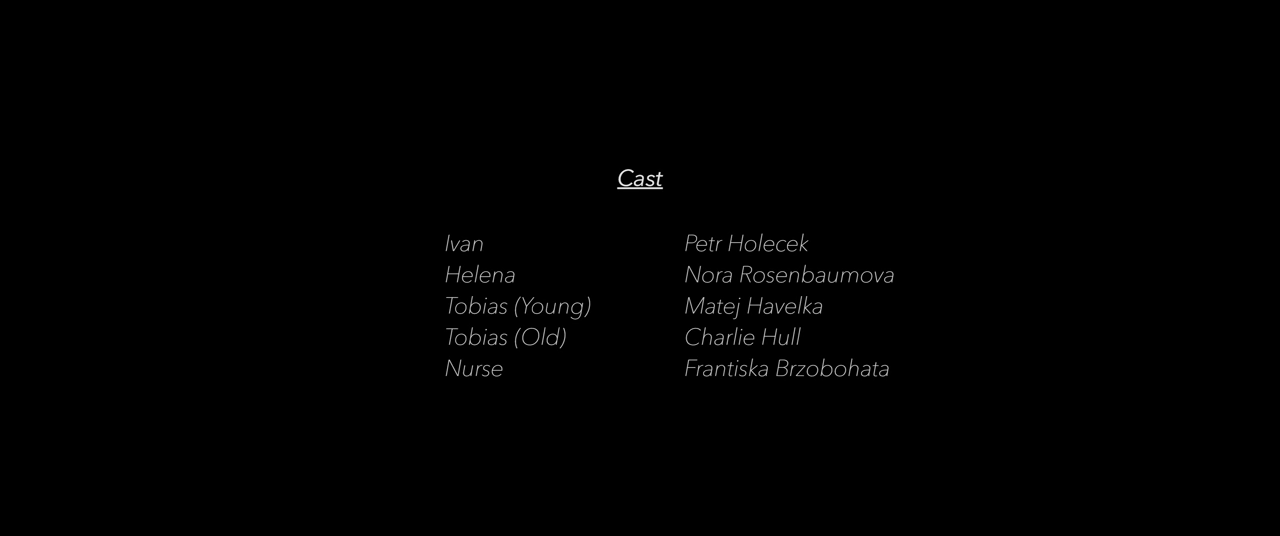 Cast
Ivan Petr Holecek
Helena Nora Rosenbaumova
Tobias (Young) Matej Havelka
Tobias (Old) Charlie Hull
Nurse Frantiska Brzobohata